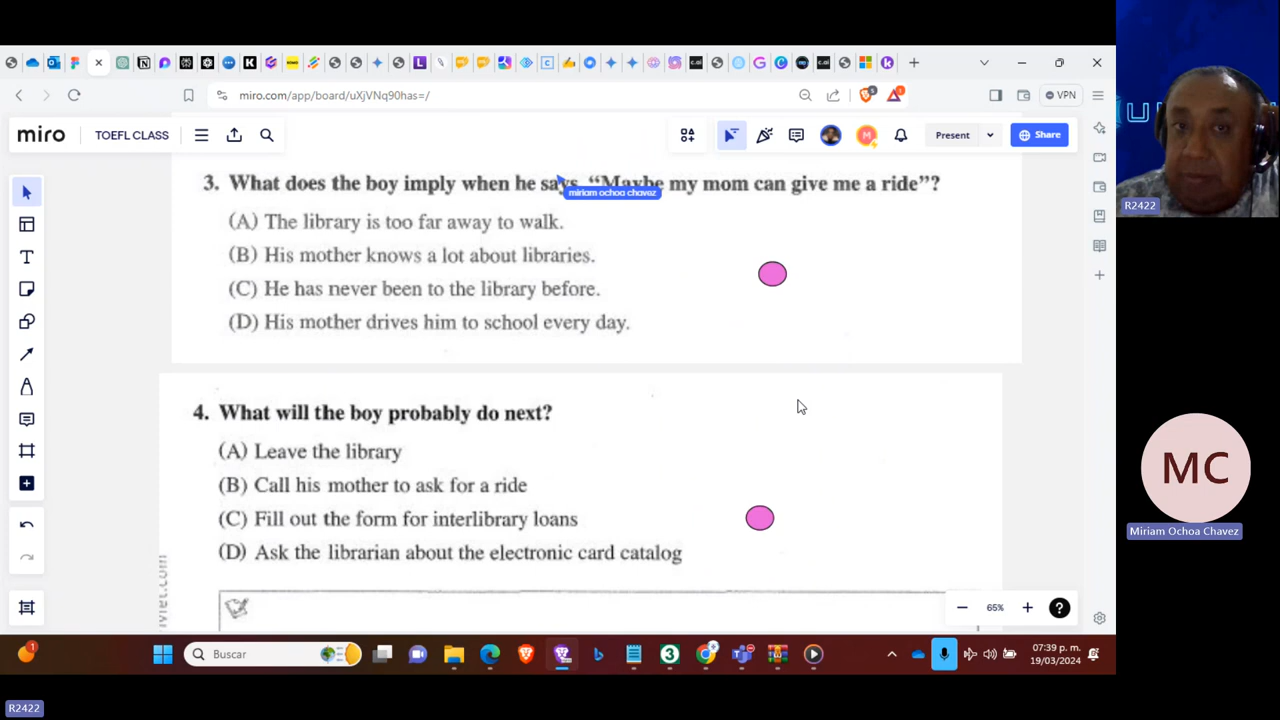 miro.com/app/board/uXjVNq90has=/
VPN
miro
TOEFL CLASS
Present
Share
3. What does the boy imply when he says, “Maybe my mom can give me a ride”?
miriam ochoa chavez
(A) The library is too far away to walk.
(B) His mother knows a lot about libraries.
(C) He has never been to the library before.
(D) His mother drives him to school every day.
4. What will the boy probably do next?
(A) Leave the library
(B) Call his mother to ask for a ride
(C) Fill out the form for interlibrary loans
(D) Ask the librarian about the electronic card catalog
65%
Buscar
07:39 p. m.
19/03/2024
R2422
MC
Miriam Ochoa Chavez
R2422